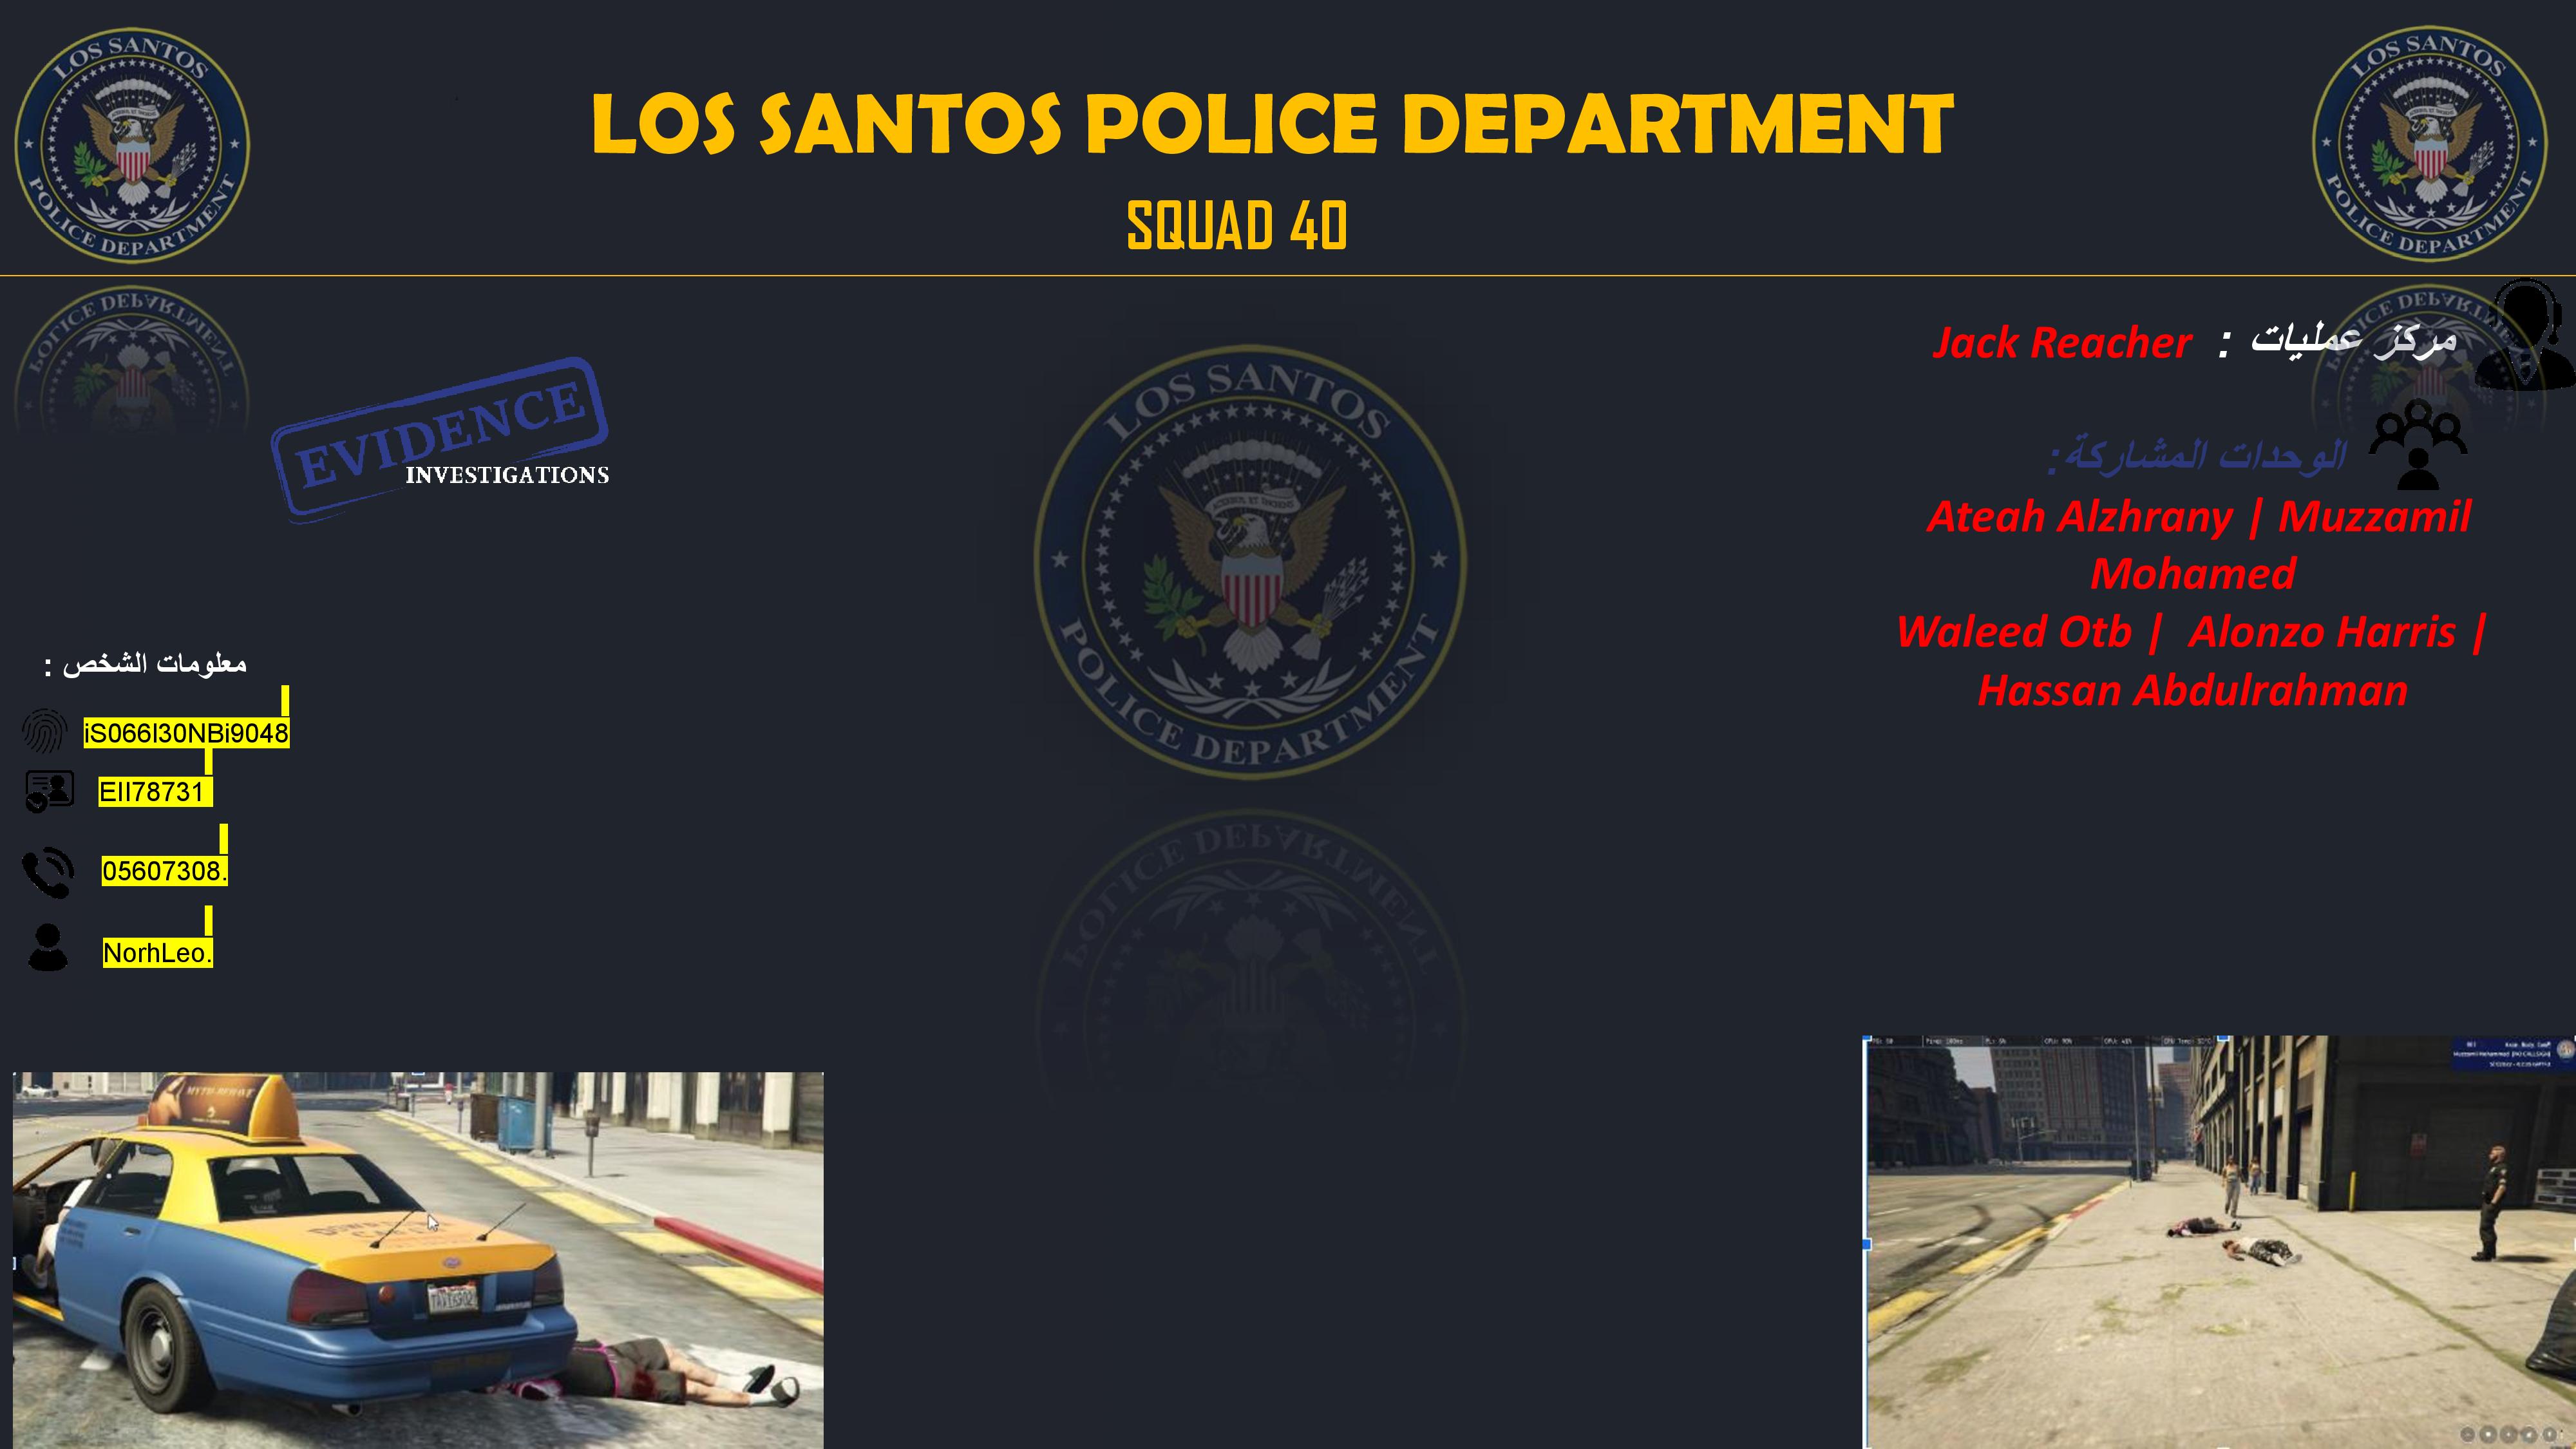 LOS SANTOS
POLICE DEPARTMENT
LOS SANTOS POLICE DEPARTMENT
LOS SANTOS
POLICE DEPARTMENT
SQUAD 40
مركز عمليات : Jack Reacher
الوحدات المشاركة:
Ateah Alzhrany | Muzzamil
Mohamed
Waleed Otb | Alonzo Harris |
Hassan Abdulrahman
EVIDENCE
INVESTIGATIONS
LOS SANTOS
POLICE DEPARTMENT
معلومات الشخص :
iS066I30NBi9048
EII78731
05607308.
NorhLeo.